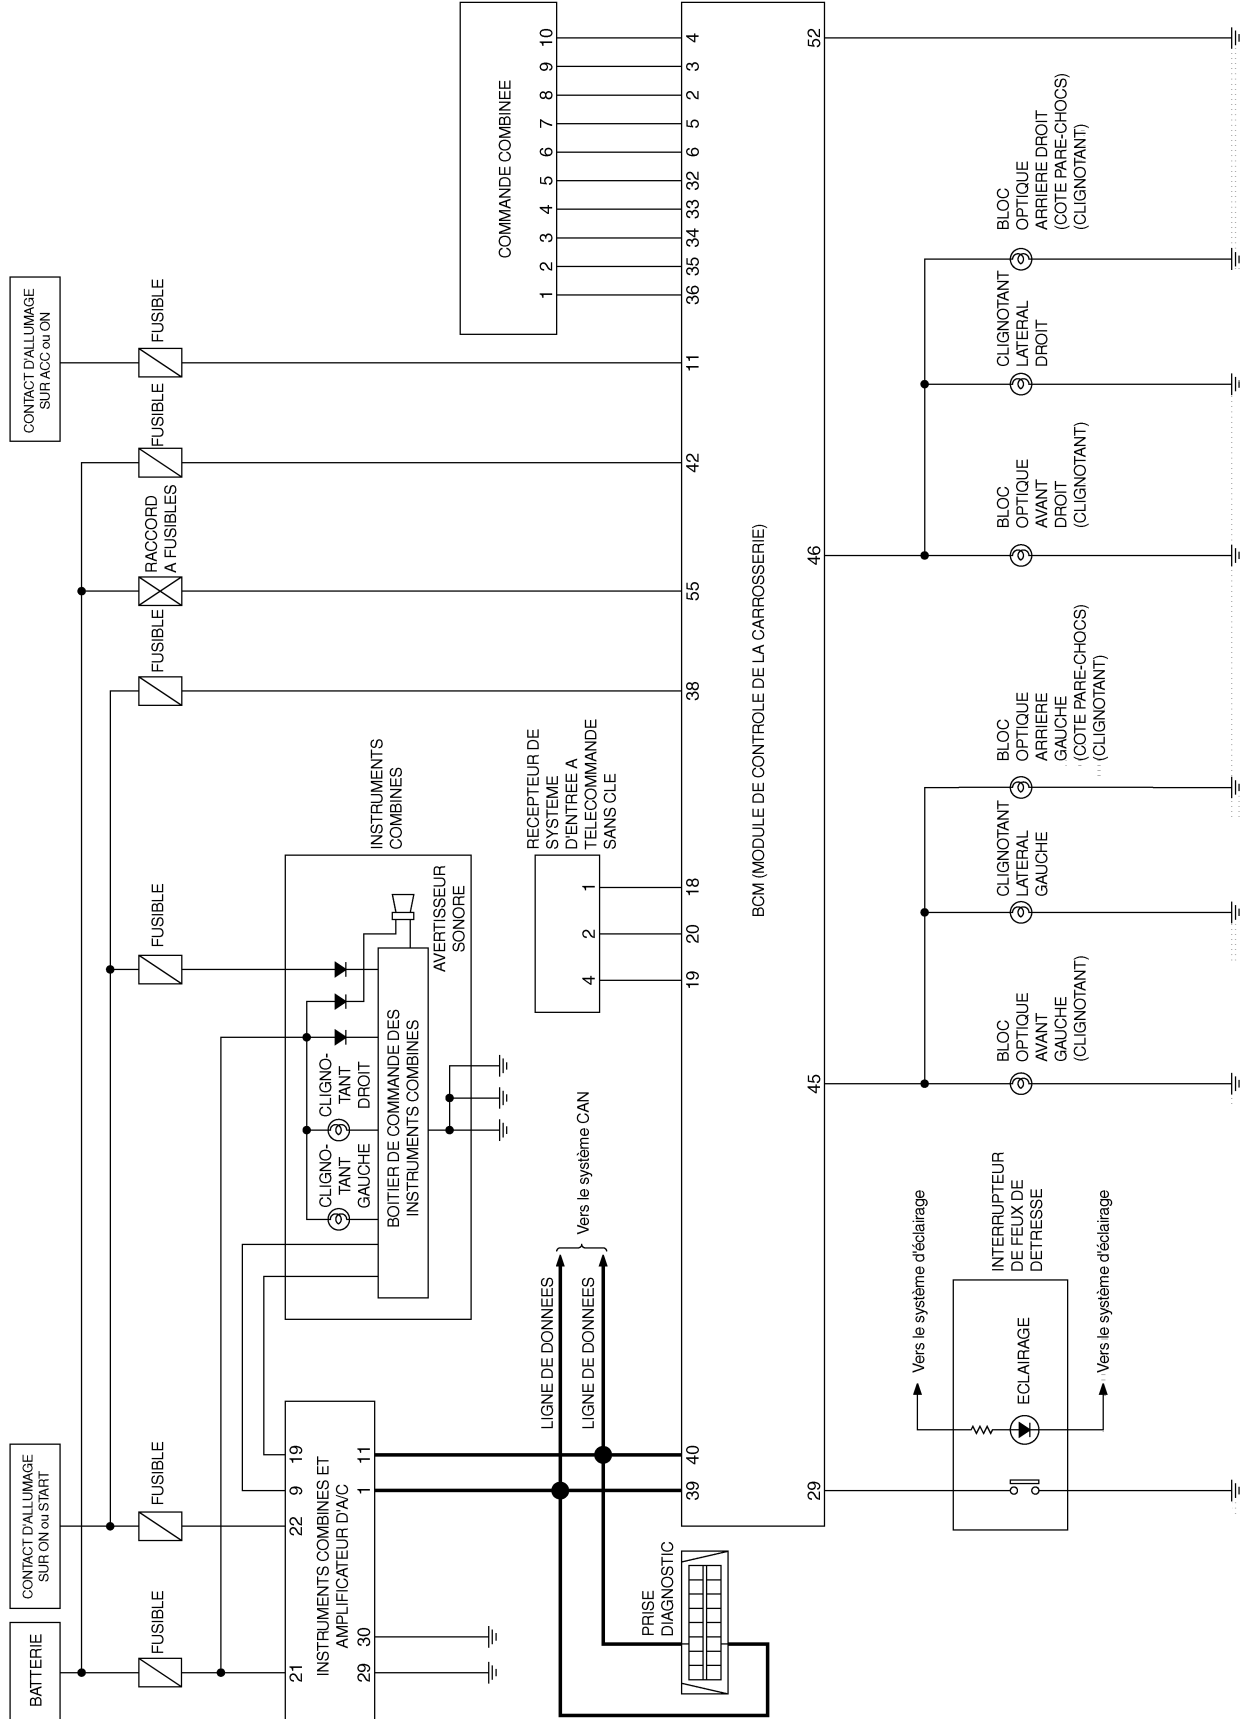 BATTERIE
CONTACT D'ALLUMAGE
SUR ON ou START
CONTACT D'ALLUMAGE
SUR ACC ou ON
FUSIBLE
FUSIBLE
FUSIBLE
FUSIBLE
RACCORD
A FUSIBLES
FUSIBLE
FUSIBLE
21
22
9
19
INSTRUMENTS COMBINES ET
AMPLIFICATEUR D'A/C
29
30
1
11
CLIGNO-
TANT
GAUCHE
CLIGNO-
TANT
DROIT
BOITIER DE COMMANDE DES
INSTRUMENTS COMBINES
AVERTISSEUR
SONORE
INSTRUMENTS
COMBINES
COMMANDE COMBINEE
1
2
3
4
5
6
7
8
9
10
LIGNE DE DONNEES
LIGNE DE DONNEES
Vers le système CAN
RECEPTEUR DE
SYSTEME
D'ENTREE A
TELECOMMANDE
SANS CLE
4
2
1
PRISE
DIAGNOSTIC
39
40
19
20
18
38
55
42
11
36
35
34
33
32
6
5
2
3
4
BCM (MODULE DE CONTROLE DE LA CARROSSERIE)
29
45
46
52
Vers le système d'éclairage
INTERRUPTEUR
DE FEUX DE
DETRESSE
ECLAIRAGE
Vers le système d'éclairage
BLOC
OPTIQUE
AVANT
GAUCHE
(CLIGNOTANT)
CLIGNOTANT
LATERAL
GAUCHE
BLOC
OPTIQUE
ARRIERE
GAUCHE
(COTE PARE-CHOCS)
(CLIGNOTANT)
BLOC
OPTIQUE
AVANT
DROIT
(CLIGNOTANT)
CLIGNOTANT
LATERAL
DROIT
BLOC
OPTIQUE
ARRIERE DROIT
(COTE PARE-CHOCS)
(CLIGNOTANT)